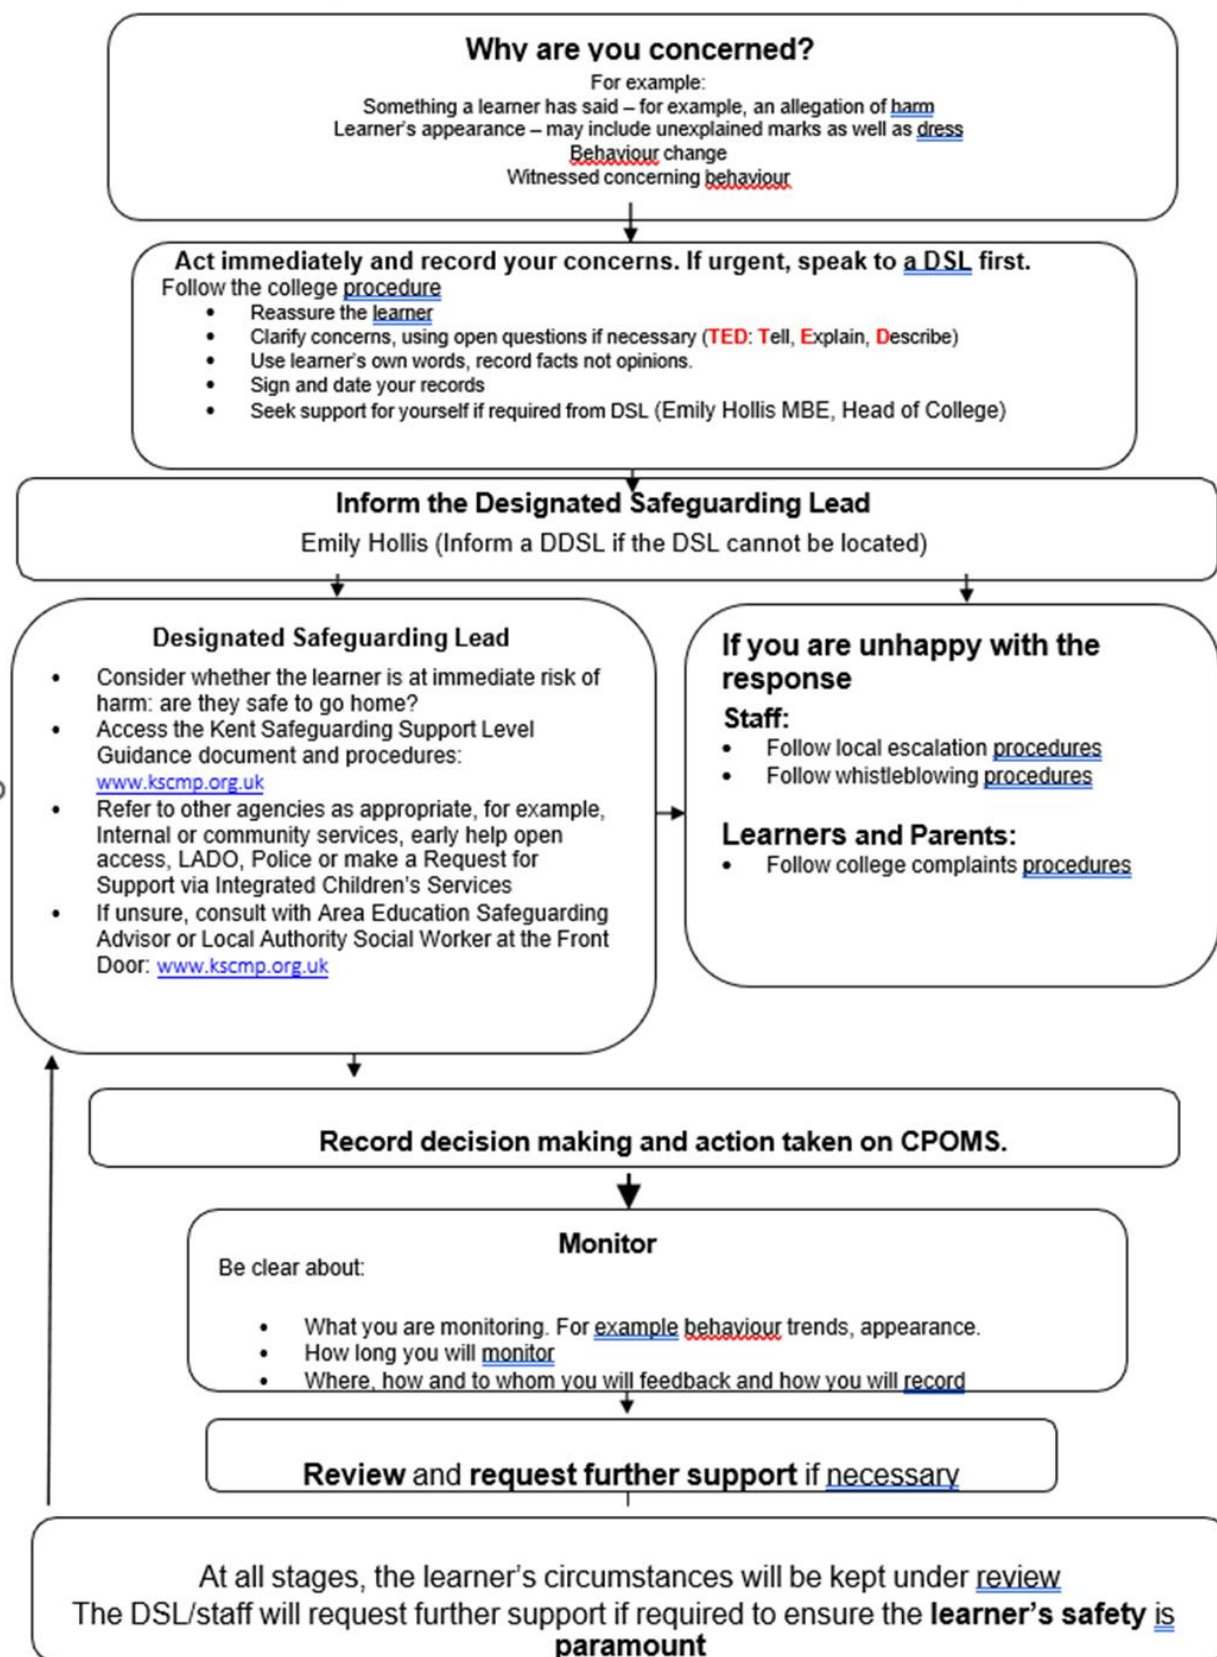 Why are you concerned?
For example:
Something a learner has said – for example, an allegation of harm
Learner's appearance – may include unexplained marks as well as dress
Behaviour change
Witnessed concerning behaviour
Act immediately and record your concerns. If urgent, speak to a DSL first.
Follow the college procedure
• Reassure the learner
• Clarify concerns, using open questions if necessary (TED: Tell, Explain, Describe)
• Use learner's own words, record facts not opinions.
• Sign and date your records
• Seek support for yourself if required from DSL (Emily Hollis MBE, Head of College)
Inform the Designated Safeguarding Lead
Emily Hollis (Inform a DDSL if the DSL cannot be located)
Designated Safeguarding Lead
• Consider whether the learner is at immediate risk of
harm: are they safe to go home?
• Access the Kent Safeguarding Support Level
Guidance document and procedures:
www.kscmp.org.uk
• Refer to other agencies as appropriate, for example,
Internal or community services, early help open
access, LADO, Police or make a Request for
Support via Integrated Children's Services
• If unsure, consult with Area Education Safeguarding
Advisor or Local Authority Social Worker at the Front
Door: www.kscmp.org.uk
If you are unhappy with the
response
Staff:
• Follow local escalation procedures
• Follow whistleblowing procedures
Learners and Parents:
• Follow college complaints procedures
Record decision making and action taken on CPOMS.
Monitor
Be clear about:
• What you are monitoring. For example behaviour trends, appearance.
• How long you will monitor
• Where, how and to whom you will feedback and how you will record
Review and request further support if necessary
At all stages, the learner's circumstances will be kept under review
The DSL/staff will request further support if required to ensure the learner's safety is
paramount